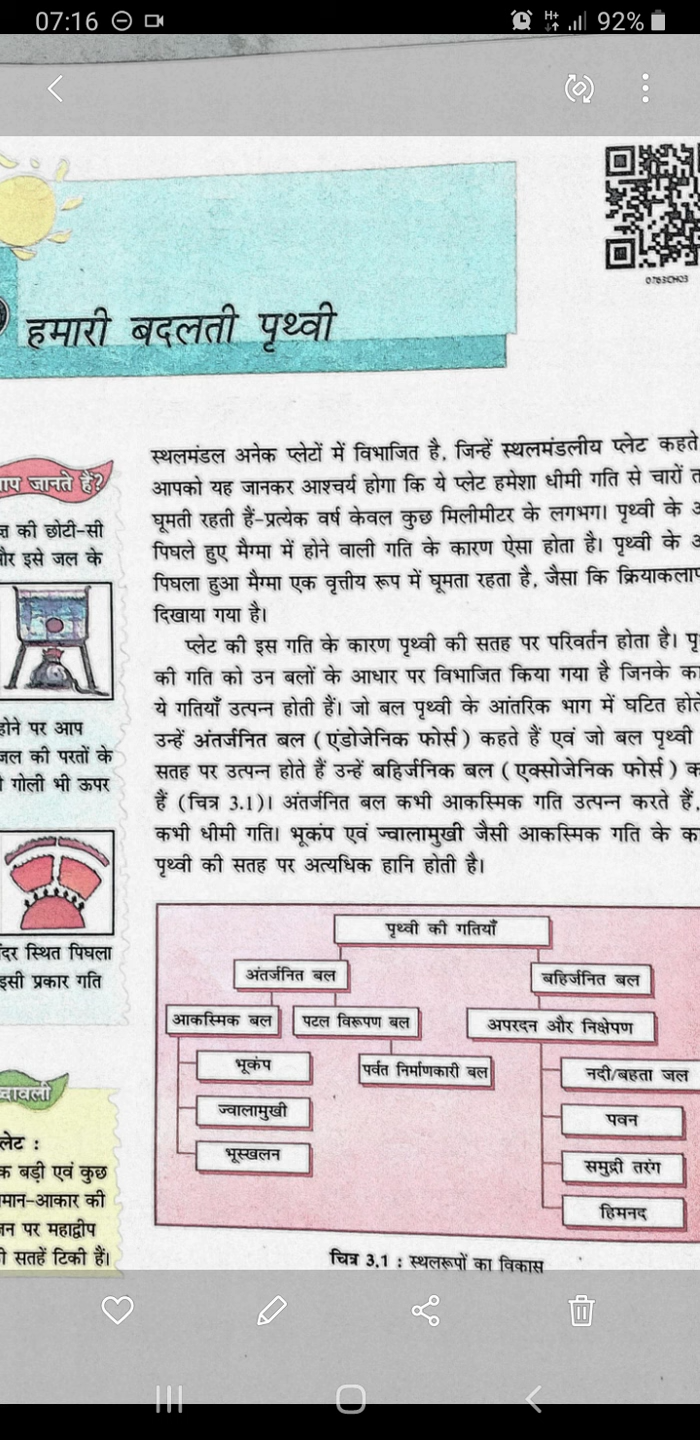 07:16
H+
92%
0763CH03
हमारी बदलती पृथ्वी
स्थलमंडल अनेक प्लेटों में विभाजित है, जिन्हें स्थलमंडलीय प्लेट कहते
आपको यह जानकर आश्चर्य होगा कि ये प्लेट हमेशा धीमी गति से चारों
घूमती रहती हैं-प्रत्येक वर्ष केवल कुछ मिलीमीटर के लगभग। पृथ्वी के
पिघले हुए मैग्मा में होने वाली गति के कारण ऐसा होता है। पृथ्वी के
पिघला हुआ मैग्मा एक वृत्तीय रूप में घूमता रहता है, जैसा कि क्रियाकलाप
दिखाया गया है।
प्लेट की इस गति के कारण पृथ्वी की सतह पर परिवर्तन होता है।
की गति को उन बलों के आधार पर विभाजित किया गया है जिनके
ये गतियाँ उत्पन्न होती हैं। जो बल पृथ्वी के आंतरिक भाग में घटित
उन्हें अंतर्जनित बल (एंडोजेनिक फोर्स) कहते हैं एवं जो बल पृथ्वी
सतह पर उत्पन्न होते हैं उन्हें बहिर्जनिक बल (एक्सोजेनिक फोर्स)
हैं (चित्र 3.1)। अंतर्जनित बल कभी आकस्मिक गति उत्पन्न करते हैं,
कभी धीमी गति। भूकंप एवं ज्वालामुखी जैसी आकस्मिक गति के
पृथ्वी की सतह पर अत्यधिक हानि होती है।
जानते हैं?
की छोटी-सी
और इसे जल के
होने पर आप
जल की परतों के
गोली भी ऊपर
स्थित पिघला
इसी प्रकार गति
प्लेट :
बड़ी एवं कुछ
आकार की
पर महाद्वीप
सतहें टिकी हैं।
पृथ्वी की गतियाँ
अंतर्जनित बल
बहिर्जनित बल
आकस्मिक बल
पटल विरूपण बल
अपरदन और निक्षेपण
भूकंप
पर्वत निर्माणकारी बल
नदी/बहता जल
ज्वालामुखी
पवन
भूस्खलन
समुद्री तरंग
हिमनद
चित्र 3.1 : स्थलरूपों का विकास